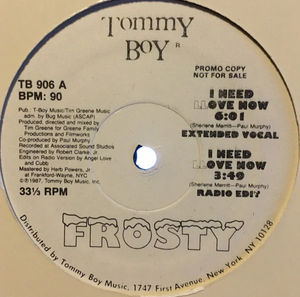 TOMMY
BOY R
TB 906 A
BPM: 90
PROMO COPY
NOT FOR SALE
Pub.: T-Boy Music/Tim Greene Music
adm. by Bug Music (ASCAP)
Produced, directed and mixed by
Tim Greene for Greene Family
Productions and Filmworks
Co-produced by Paul Murphy
Recorded at Associated Sound Studios
Engineered by Robert Clarke, Jr.
Edits on Radio Version by Angel Love
and Cubb
Mastered by Herb Powers, Jr
at Frankford-Wayne, NYC
©1987, Tommy Boy Music, Inc.
33⅓ RPM
I NEED
LLOVE NOW
6:01
(Sherlene Merritt—Paul Murphy)
EXTENDED VOCAL
I NEED
LLOVE NOW
3:49
(Sherlene Merritt—Paul Murphy)
RADIO EDIT
FROSTY
Distributed by Tommy Boy Music, 1747 First Avenue, New York, NY 10128